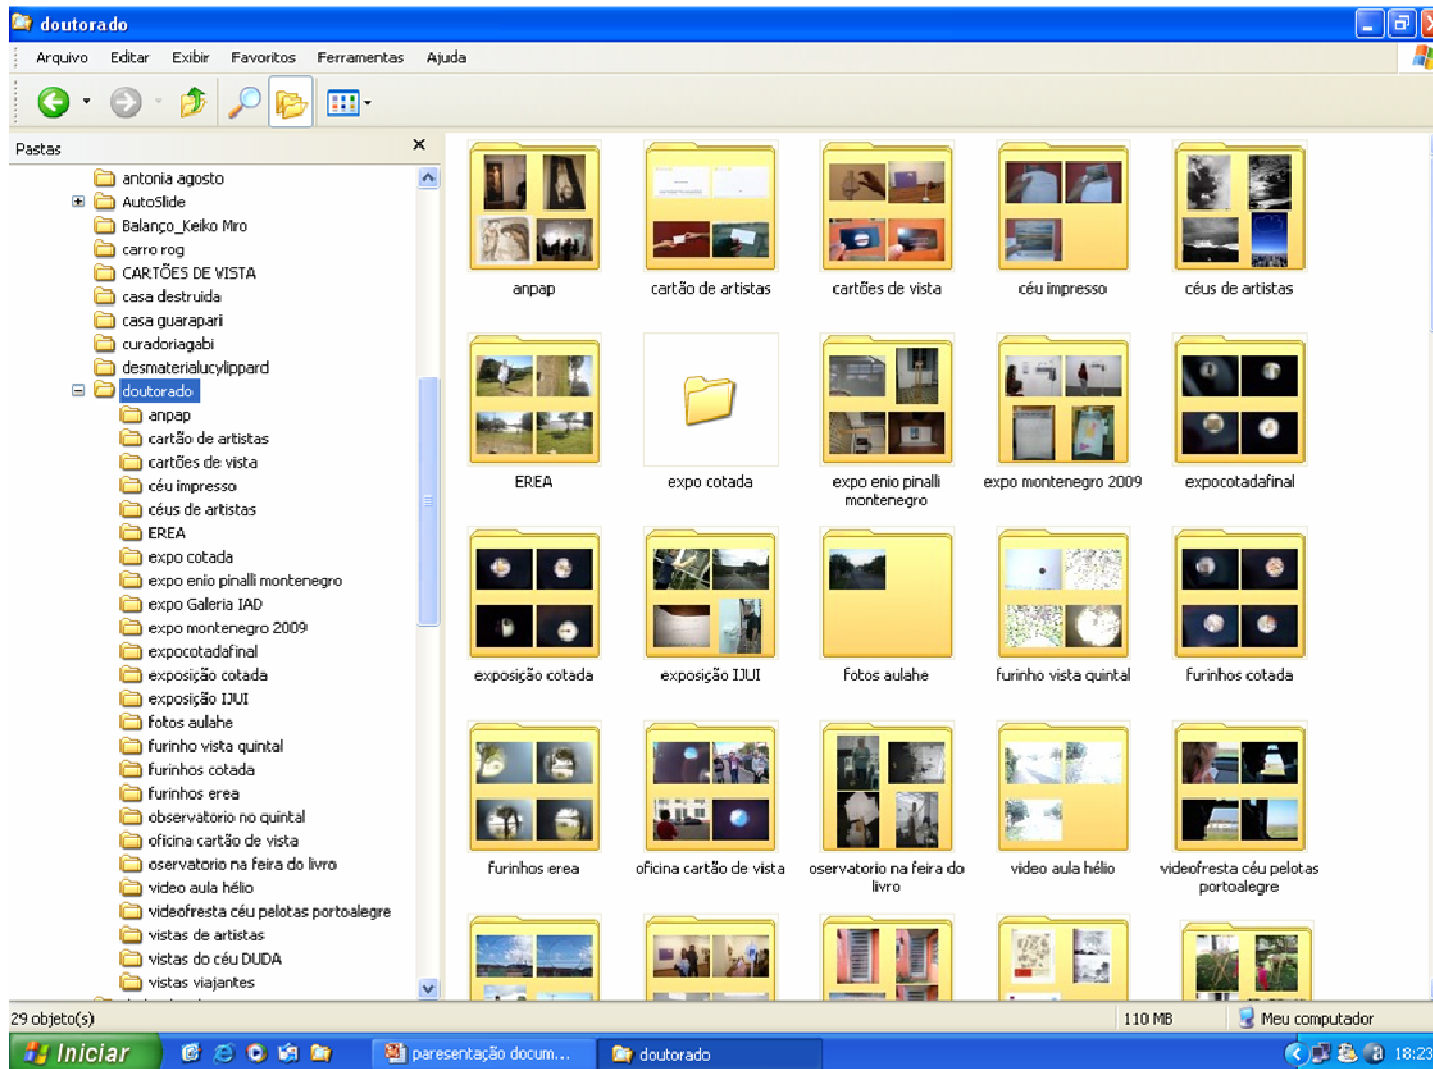 doutorado
Arquivo Editar Exibir Favoritos Ferramentas Ajuda
Pastas
antonia agosto
AutoSlide
Balanço_Keiko Mro
carro rog
CARTÕES DE VISTA
casa destruida
casa guarapari
curadoriagabi
desmaterialucylippard
doutorado
anpap
cartão de artistas
cartões de vista
céu impresso
céus de artistas
EREA
expo cotada
expo enio pinalli montenegro
expo Galeria IAD
expo montenegro 2009
expocotadafinal
exposição cotada
exposição IJUI
fotos aulahe
furinho vista quintal
furinhos cotada
furinhos erea
observatorio no quintal
oficina cartão de vista
oservatorio na feira do livro
video aula hélio
videofresta céu pelotas portoalegre
vistas de artistas
vistas do céu DUDA
vistas viajantes
anpap cartão de artistas cartões de vista céu impresso céus de artistas
EREA expo cotada expo enio pinalli montenegro expo montenegro 2009 expocotadafinal
exposição cotada exposição IJUI fotos aulahe furinho vista quintal furinhos cotada
furinhos erea oficina cartão de vista oservatorio na feira do livro video aula hélio videofresta céu pelotas portoalegre
29 objeto(s) 110 MB Meu computador
Iniciar paresentação docum... doutorado 18:23